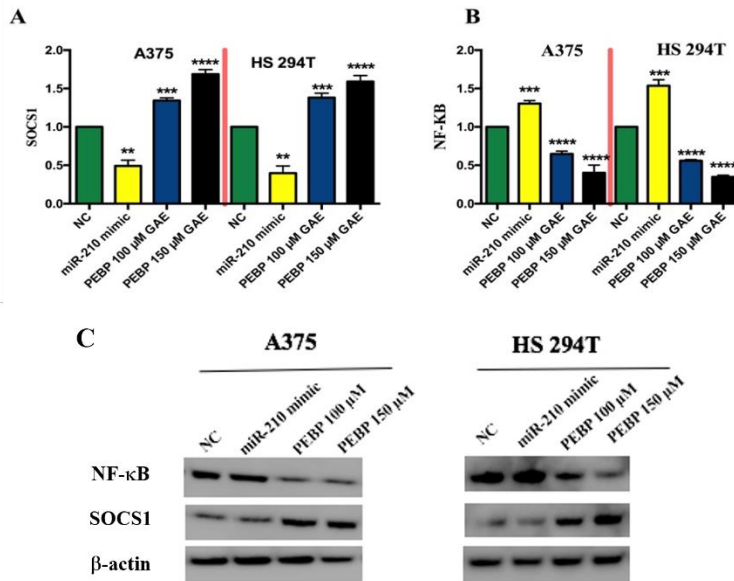 A
SOCS1
2.0
1.5
1.0
0.5
0.0
A375
HS 294T
**
***
****
**
***
****
NC
miR-210 mimic
PEBP 100 µM GAE
PEBP 150 µM GAE
NC
miR-210 mimic
PEBP 100 µM GAE
PEBP 150 µM GAE
B
NF-KB
2.0
1.5
1.0
0.5
0.0
A375
HS 294T
***
****
****
***
****
****
NC
miR-210 mimic
PEBP 100 µM GAE
PEBP 150 µM GAE
NC
miR-210 mimic
PEBP 100 µM GAE
PEBP 150 µM GAE
C
A375
HS 294T
NC
miR-210 mimic
PEBP 100 µM
PEBP 150 µM
NC
miR-210 mimic
PEBP 100 µM
PEBP 150 µM
NF-κB
SOCS1
β-actin